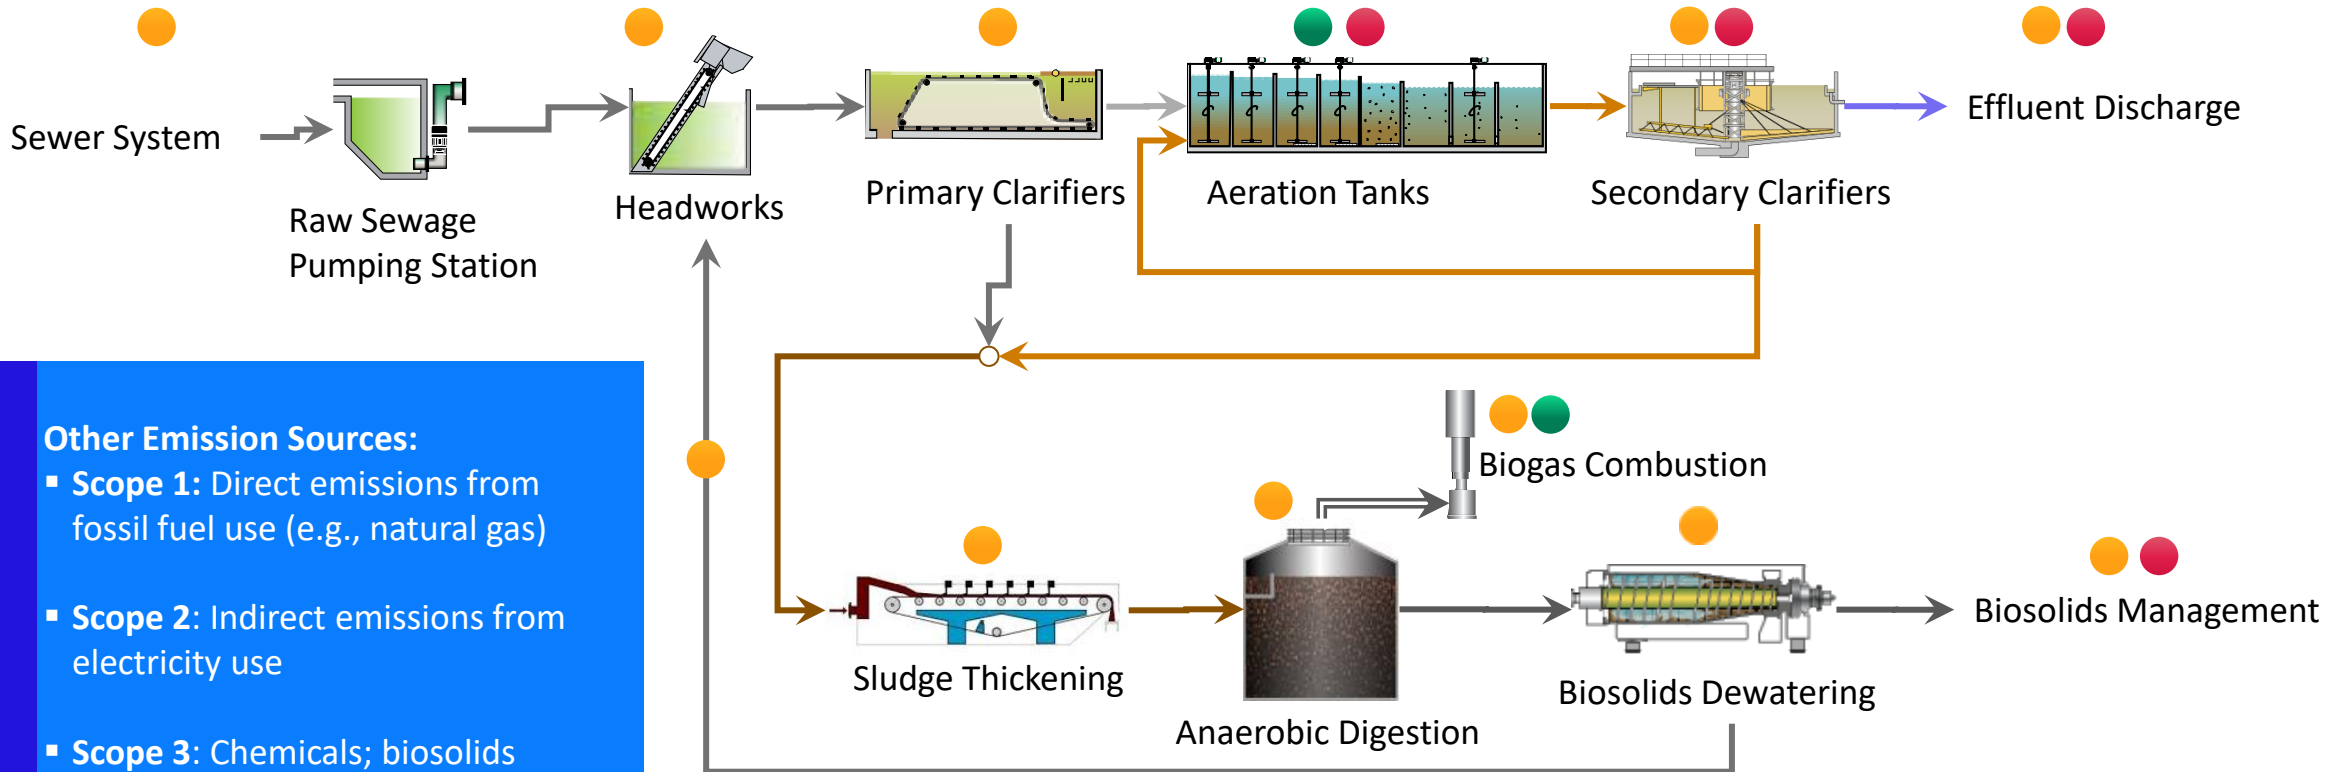 Sewer System
Raw Sewage
Pumping Station
Headworks
Primary Clarifiers
Aeration Tanks
Secondary Clarifiers
Effluent Discharge
Other Emission Sources:
▪ Scope 1: Direct emissions from
fossil fuel use (e.g., natural gas)
▪ Scope 2: Indirect emissions from
electricity use
▪ Scope 3: Chemicals; biosolids
Biogas Combustion
Sludge Thickening
Anaerobic Digestion
Biosolids Dewatering
Biosolids Management